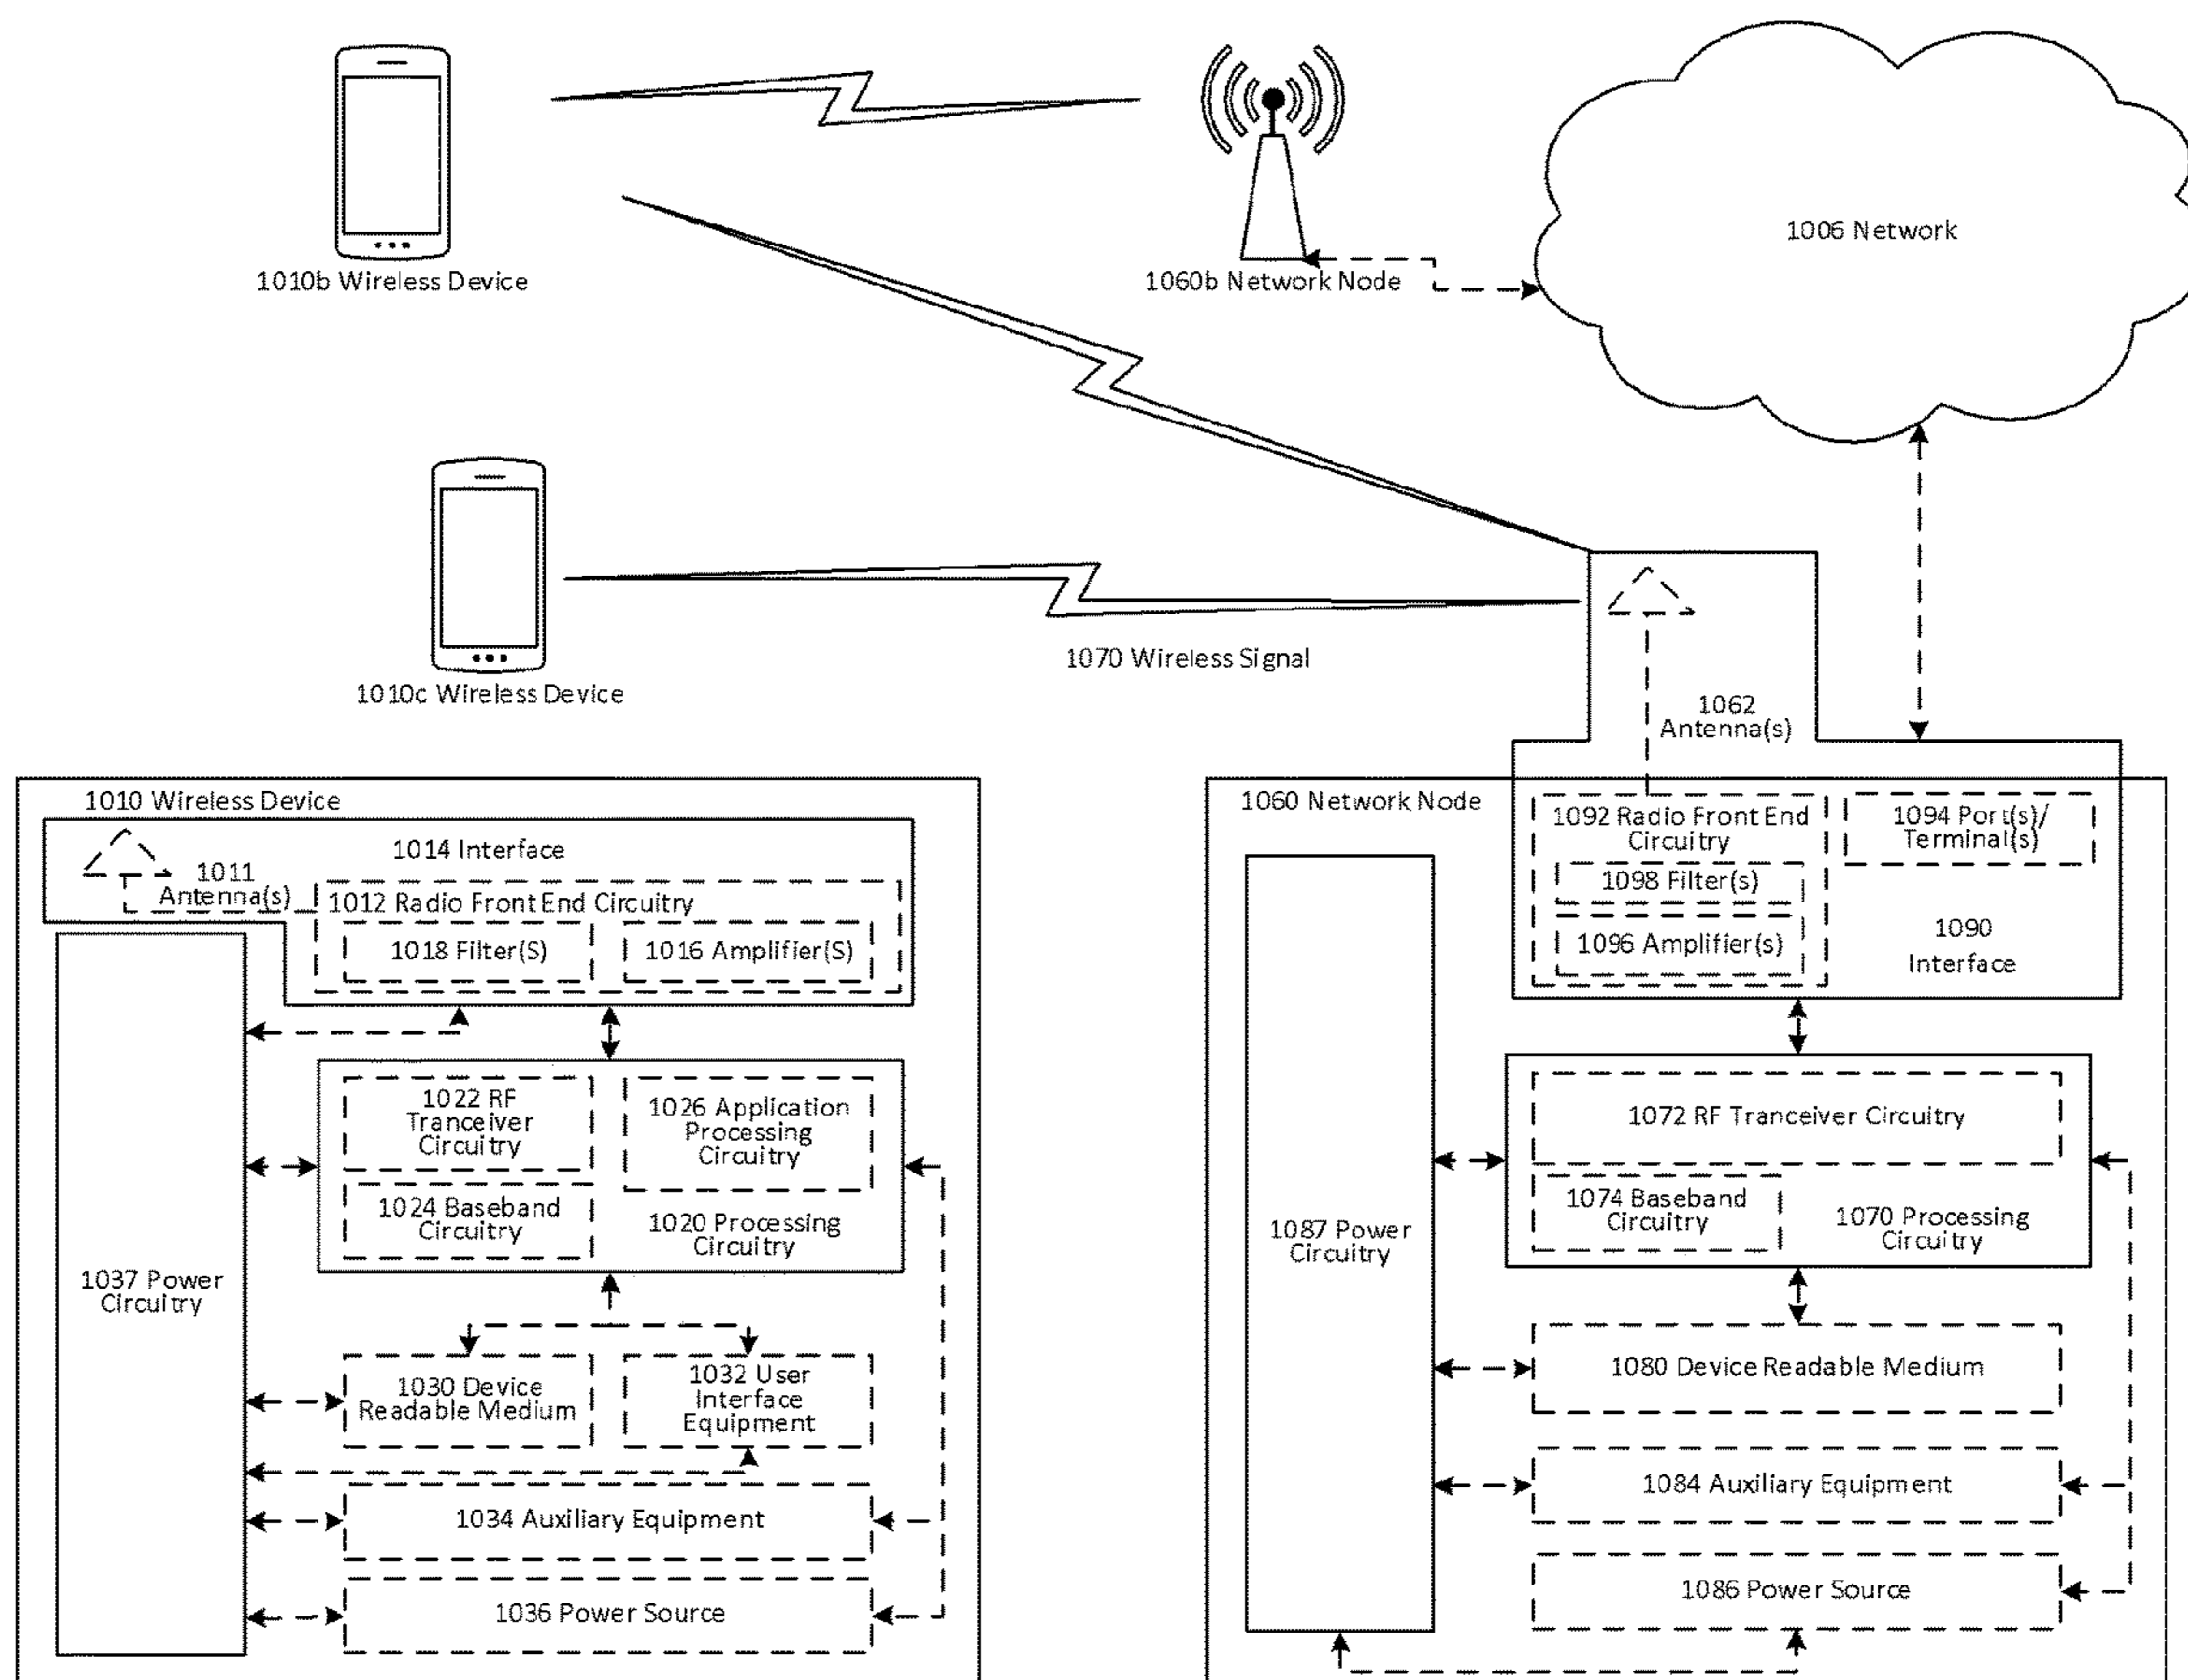 1006 Network
1010b Wireless Device
1060b Network Node
1070 Wireless Signal
1010c Wireless Device
1062
Antenna(s)
1010 Wireless Device
1014 Interface
1011
Antenna(s)
1012 Radio Front End Circuitry
1018 Filter(S)
1016 Amplifier(S)
1022 RF
Tranceiver
Circuitry
1026 Application
Processing
Circuitry
1024 Baseband
Circuitry
1020 Processing
Circuitry
1037 Power
Circuitry
1030 Device
Readable Medium
1032 User
Interface
Equipment
1034 Auxiliary Equipment
1036 Power Source
1060 Network Node
1092 Radio Front End
Circuitry
1094 Port(s)/
Terminal(s)
1098 Filter(s)
1096 Amplifier(s)
1090
Interface
1072 RF Tranceiver Circuitry
1074 Baseband
Circuitry
1070 Processing
Circuitry
1087 Power
Circuitry
1080 Device Readable Medium
1084 Auxiliary Equipment
1086 Power Source